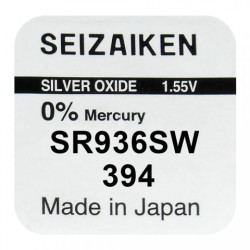 SEIZAIKEN
SILVER OXIDE 1.55V
0% Mercury
SR936SW
394
Made in Japan